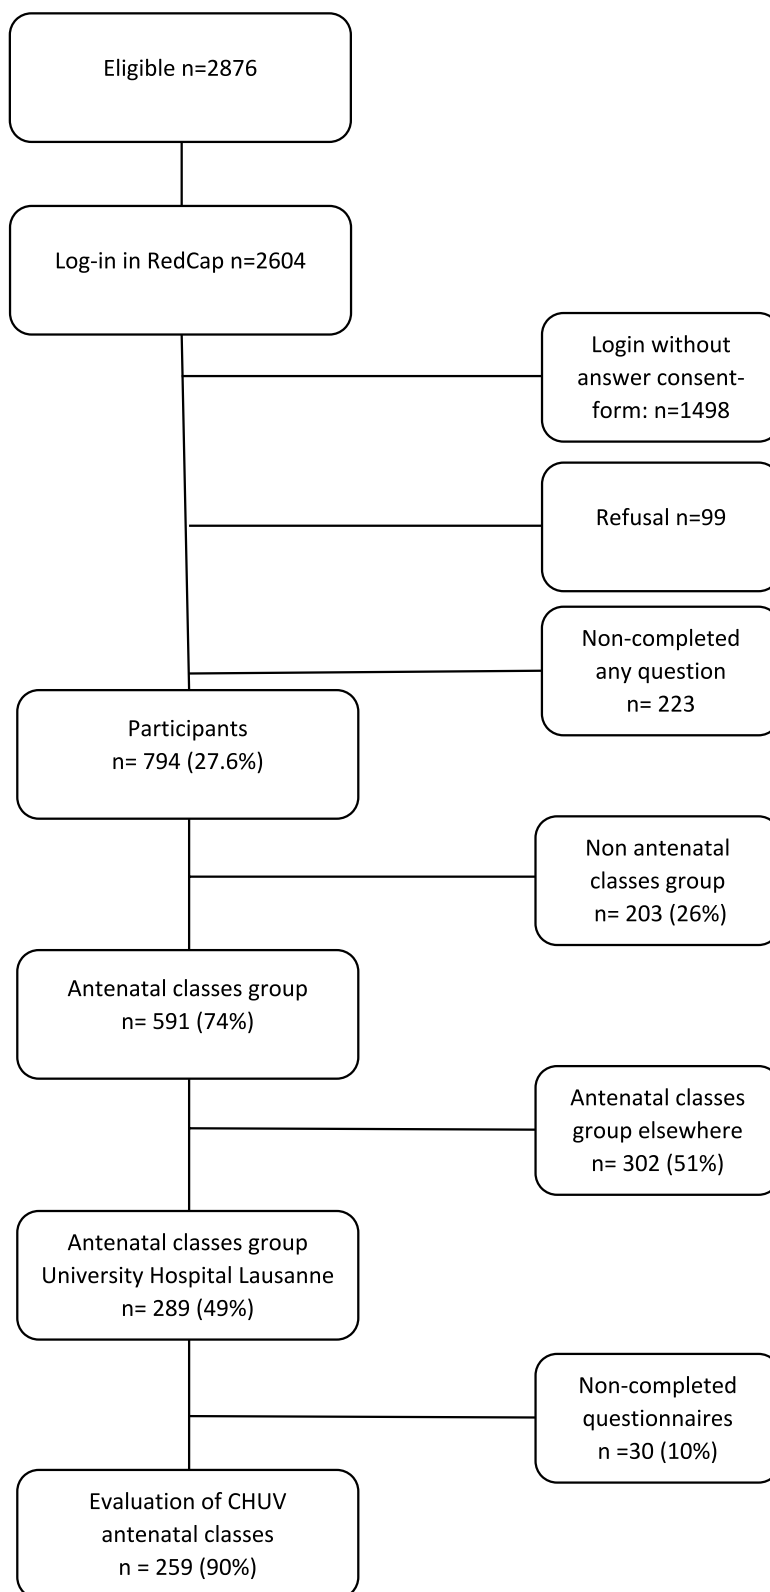 Eligible n=2876
Log-in in RedCap n=2604
Login without
answer consent-
form: n=1498
Refusal n=99
Non-completed
any question
n= 223
Participants
n= 794 (27.6%)
Non antenatal
classes group
n= 203 (26%)
Antenatal classes group
n= 591 (74%)
Antenatal classes
group elsewhere
n= 302 (51%)
Antenatal classes group
University Hospital Lausanne
n= 289 (49%)
Non-completed
questionnaires
n =30 (10%)
Evaluation of CHUV
antenatal classes
n = 259 (90%)